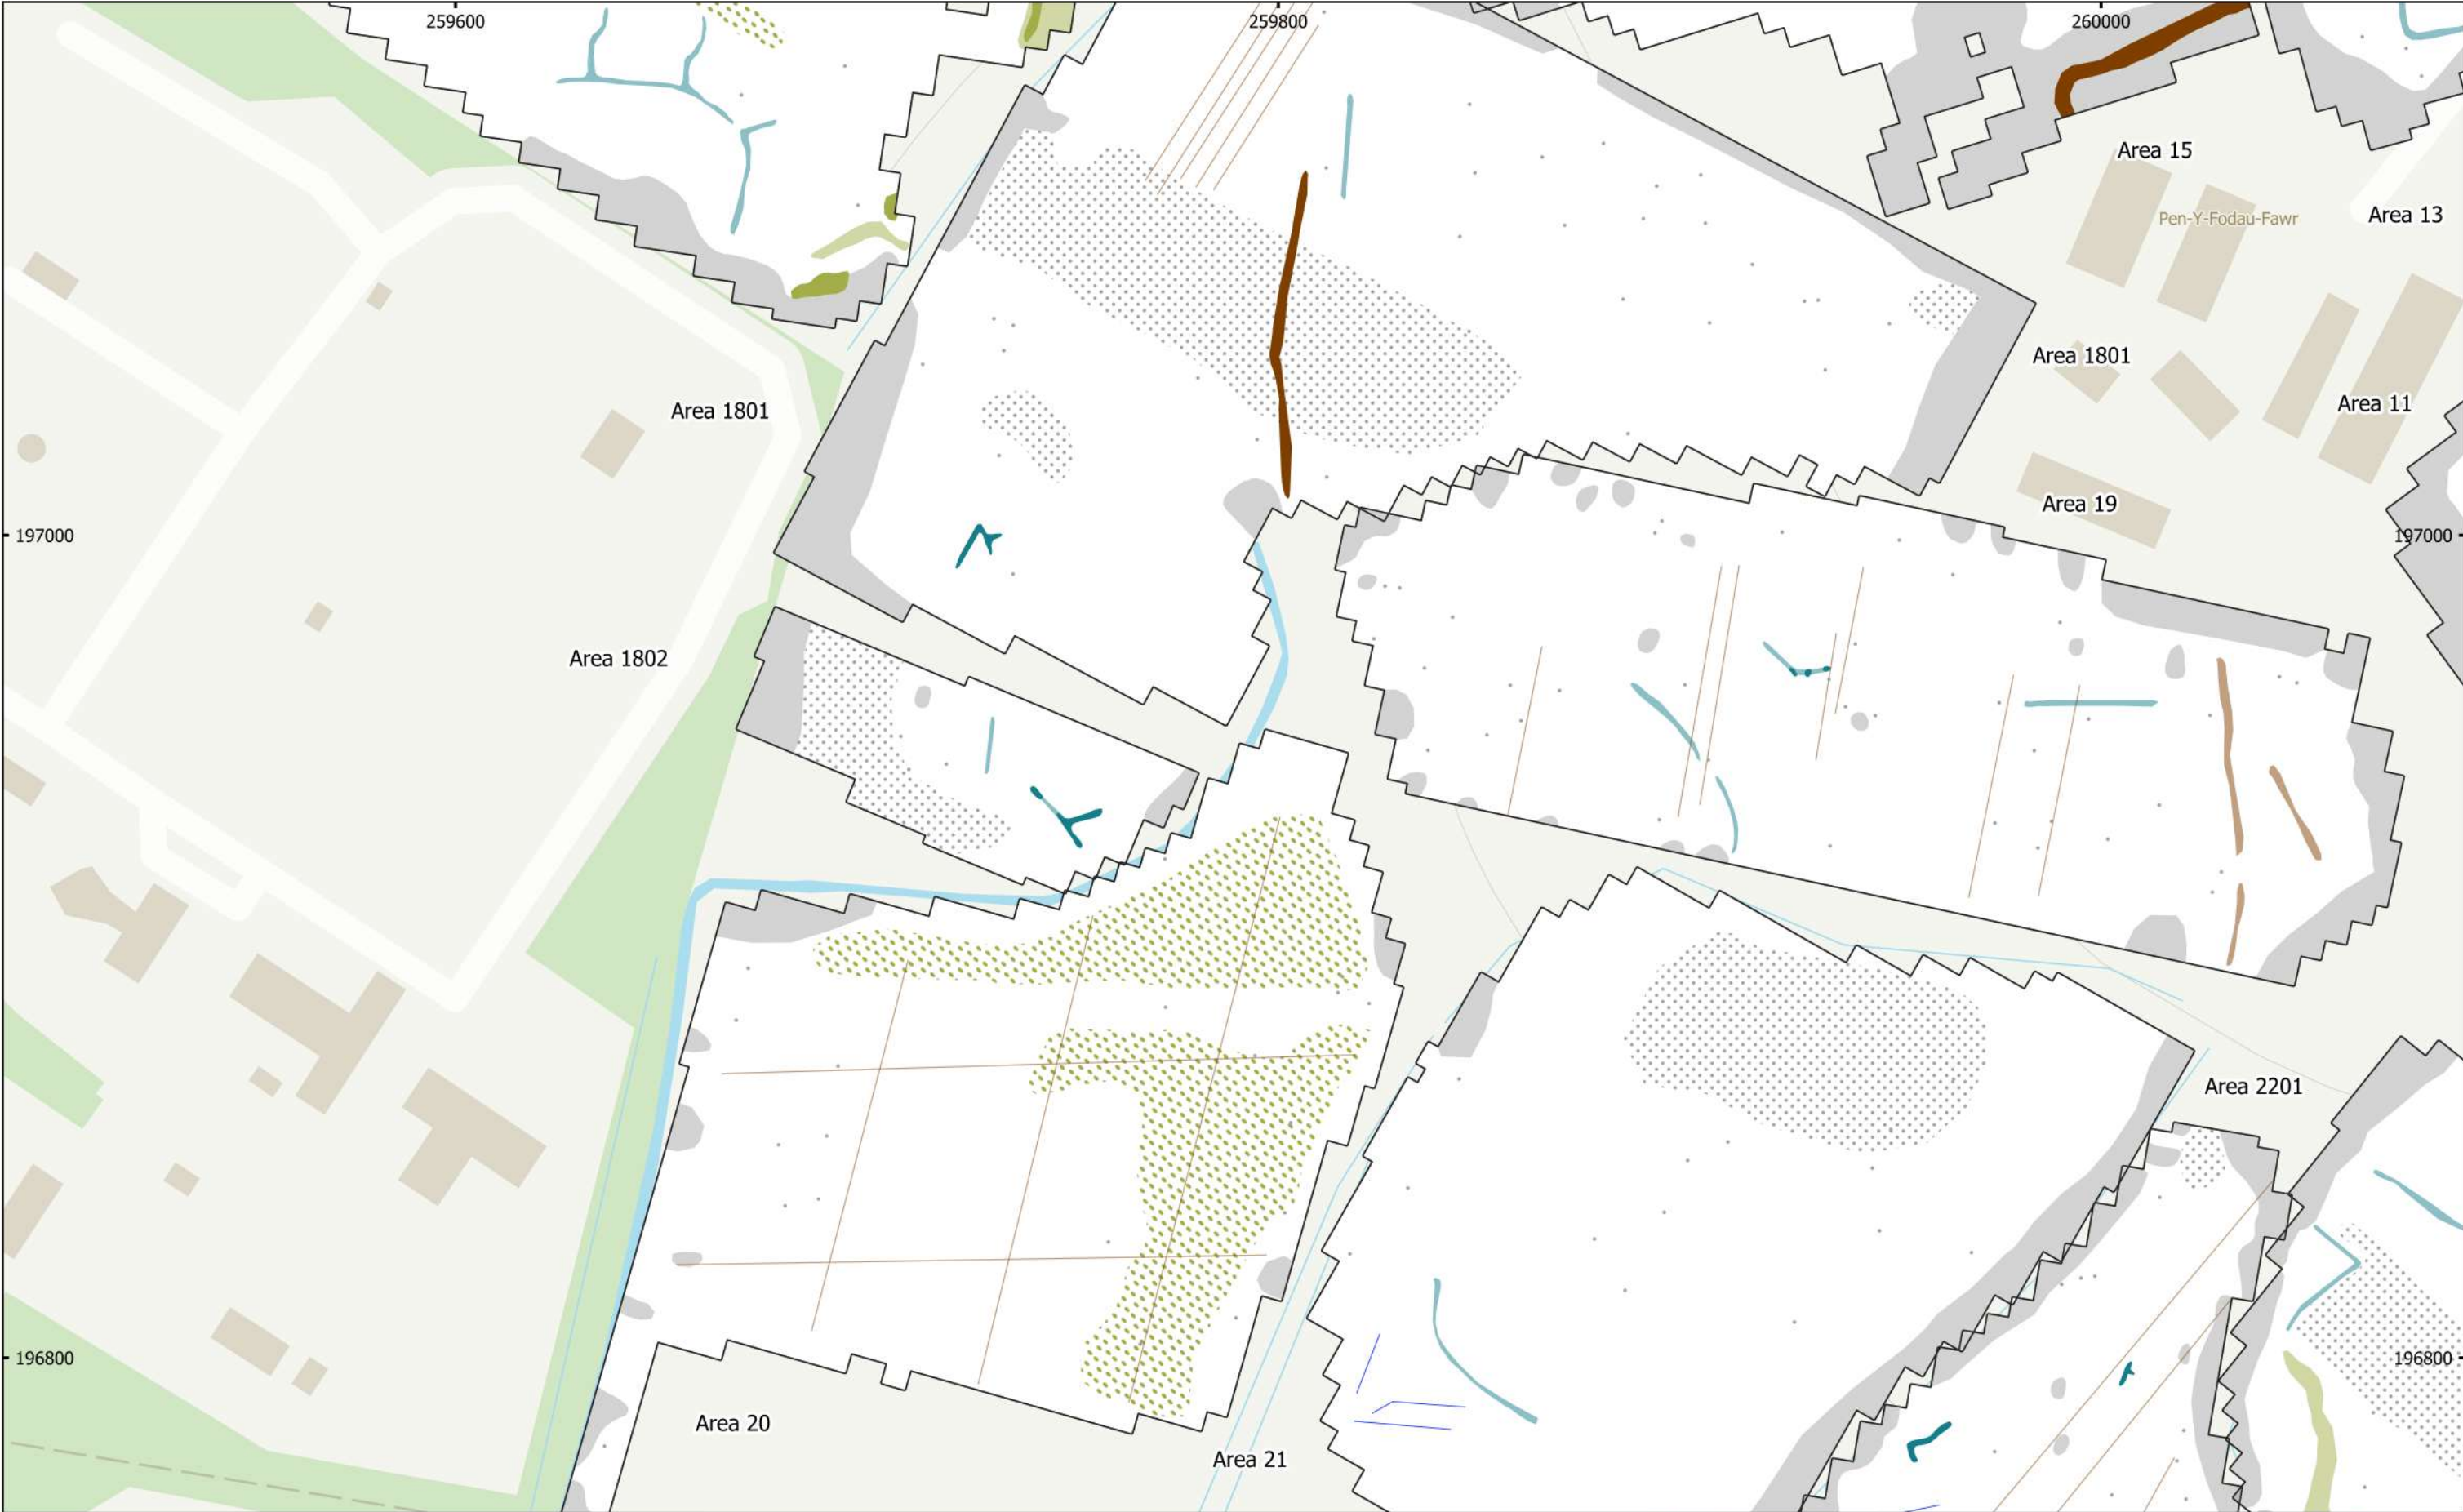 259600
259800
260000
Area 15
Area 13
Pen-Y-Fodau-Fawr
Area 1801
Area 1801
Area 11
Area 19
197000
197000
Area 1802
Area 2201
196800
196800
Area 20
Area 21